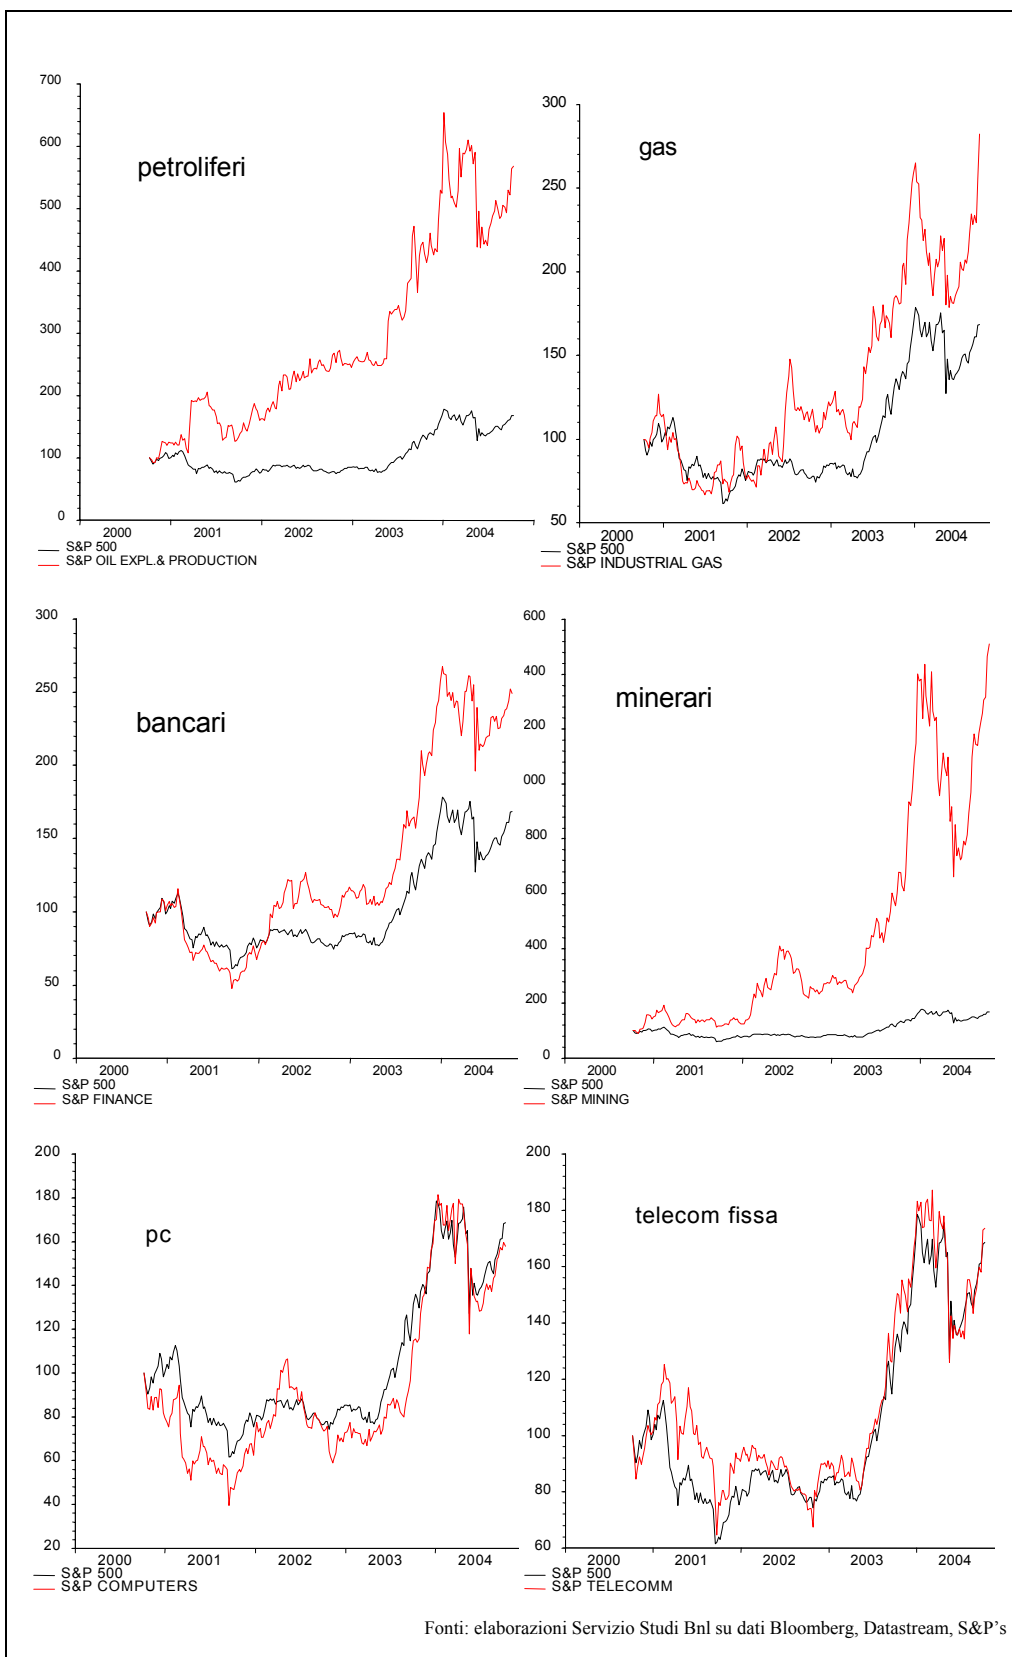 700
600
petroliferi
500
400
300
200
100
0
2000 2001 2002 2003 2004
S&P 500
S&P OIL EXPL.& PRODUCTION
300
gas
250
200
150
100
50
2000 2001 2002 2003 2004
S&P 500
S&P INDUSTRIAL GAS
300
250
bancari
200
150
100
50
0
2000 2001 2002 2003 2004
S&P 500
S&P FINANCE
600
400
minerari
200
000
800
600
400
200
0
2000 2001 2002 2003 2004
S&P 500
S&P MINING
200
180
pc
160
140
120
100
80
60
40
20
2000 2001 2002 2003 2004
S&P 500
S&P COMPUTERS
200
180
telecom fissa
160
140
120
100
80
60
2000 2001 2002 2003 2004
S&P 500
S&P TELECOMM
Fonti: elaborazioni Servizio Studi Bnl su dati Bloomberg, Datastream, S&P's